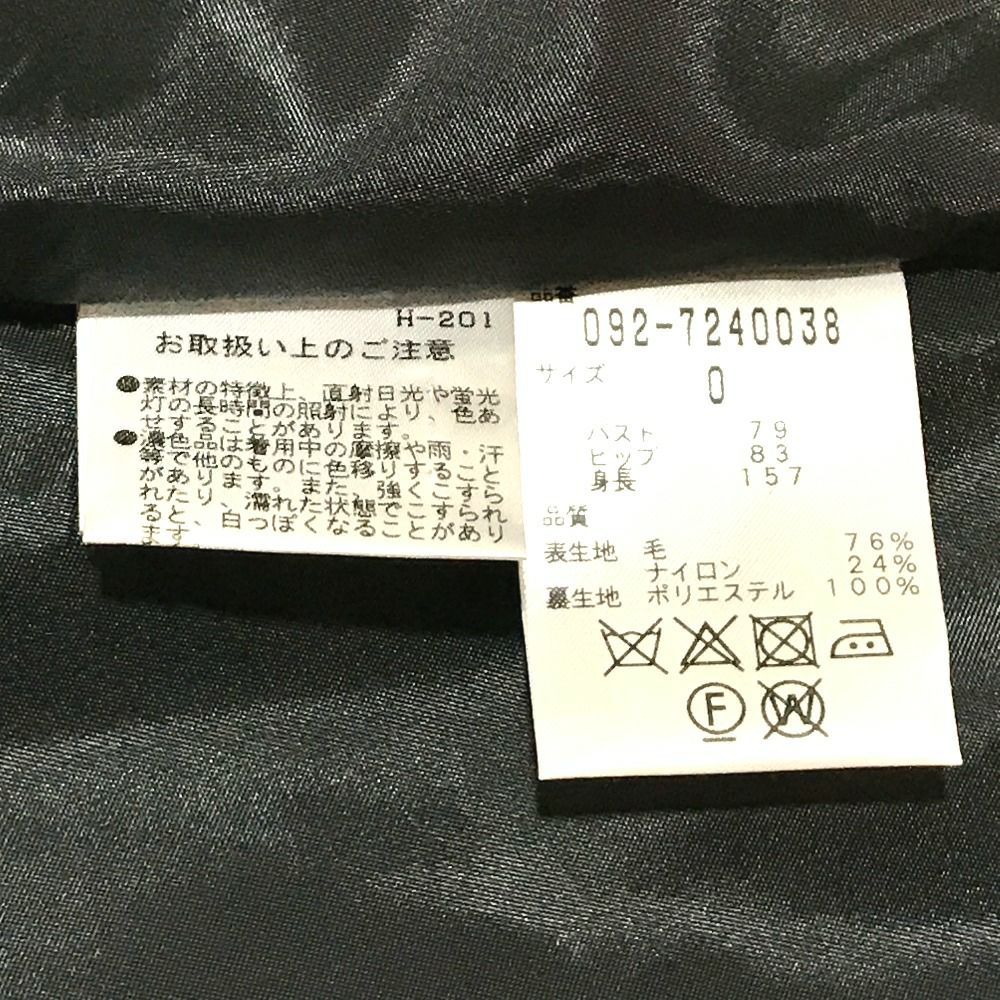 H-201
お取扱い上のご注意
●素材の特徴上、直射日光や蛍光
灯の長時間の照射により、色あ
せすることがあります。
●濃色品は着用中の摩擦や雨・汗
等で他のものに色移りすること
があります。また、強くこすら
れたり、濡れた状態でこすられ
ると、白っぽくなることがあり
ます。
品番
092-7240038
サイズ
0
バスト 79
ヒップ 83
身長 157
品質
表生地 毛 76%
ナイロン 24%
裏生地 ポリエステル 100%
F W